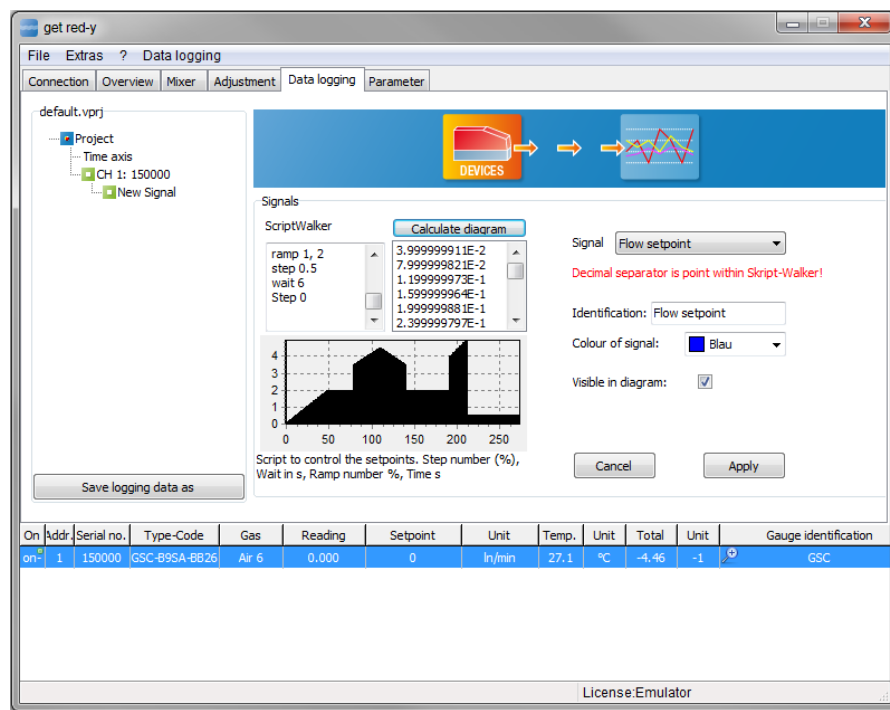 get red-y
File Extras ? Data logging
Connection Overview Mixer Adjustment Data logging Parameter
default.vprj
Project
Time axis
CH 1: 150000
New Signal
Save logging data as
DEVICES
Signals
ScriptWalker
Calculate diagram
ramp 1, 2
step 0.5
wait 6
Step 0
3.999999911E-2
7.999999821E-2
1.199999973E-1
1.599999964E-1
1.999999881E-1
2.399999797E-1
4
3
2
1
0
0 50 100 150 200 250
Script to control the setpoints. Step number (%),
Wait in s, Ramp number %, Time s
Signal Flow setpoint
Decimal separator is point within Skript-Walker!
Identification: Flow setpoint
Colour of signal: Blau
Visible in diagram:
Cancel Apply
On Addr. Serial no. Type-Code Gas Reading Setpoint Unit Temp. Unit Total Unit Gauge identification
on- 1 150000 GSC-B9SA-BB26 Air 6 0.000 0 ln/min 27.1 °C -4.46 -1 GSC
License:Emulator